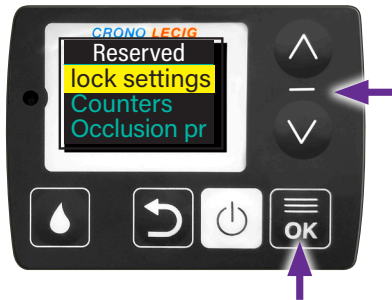 CRONO LECIG
Reserved
lock settings
Counters
Occlusion pr
OK